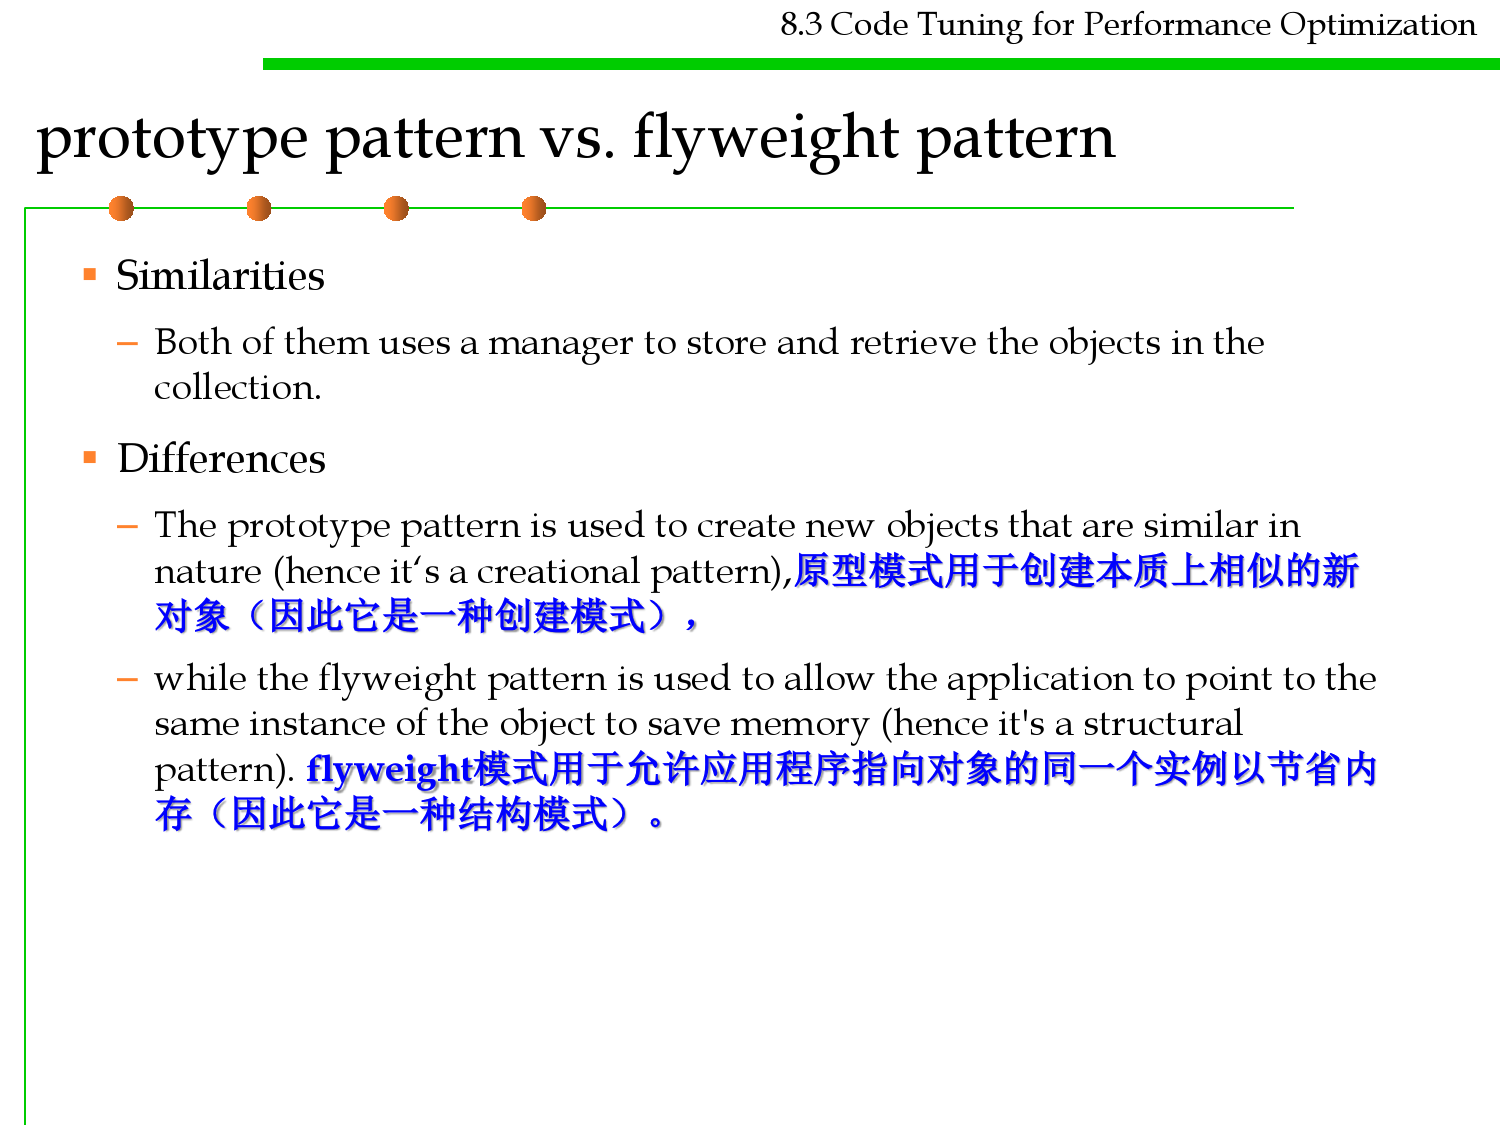 8.3 Code Tuning for Performance Optimization
prototype pattern vs. flyweight pattern
▪ Similarities
– Both of them uses a manager to store and retrieve the objects in the
collection.
▪ Differences
– The prototype pattern is used to create new objects that are similar in
nature (hence it‘s a creational pattern),原型模式用于创建本质上相似的新
对象（因此它是一种创建模式），
– while the flyweight pattern is used to allow the application to point to the
same instance of the object to save memory (hence it's a structural
pattern). flyweight模式用于允许应用程序指向对象的同一个实例以节省内
存（因此它是一种结构模式）。